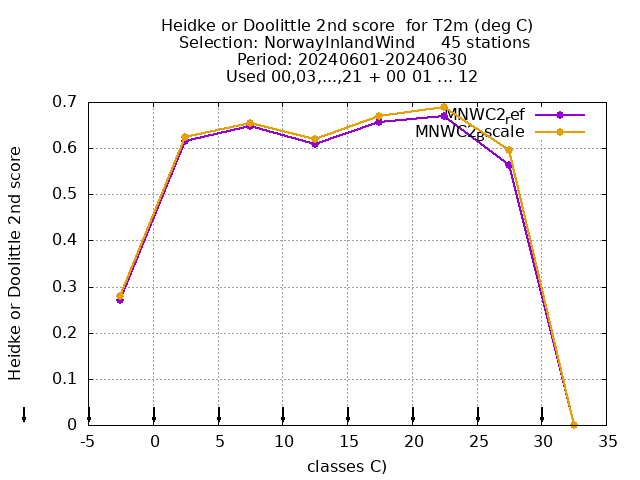 Heidke or Doolittle 2nd score  for T2m (deg C)
Selection: NorwayInlandWind     45 stations
Period: 20240601-20240630
Used 00,03,...,21 + 00 01 ... 12
Heidke or Doolittle 2nd score
0.7
0.6
0.5
0.4
0.3
0.2
0.1
0
-5 0 5 10 15 20 25 30 35
classes C)
MNWC2ref
MNWC2Bscale